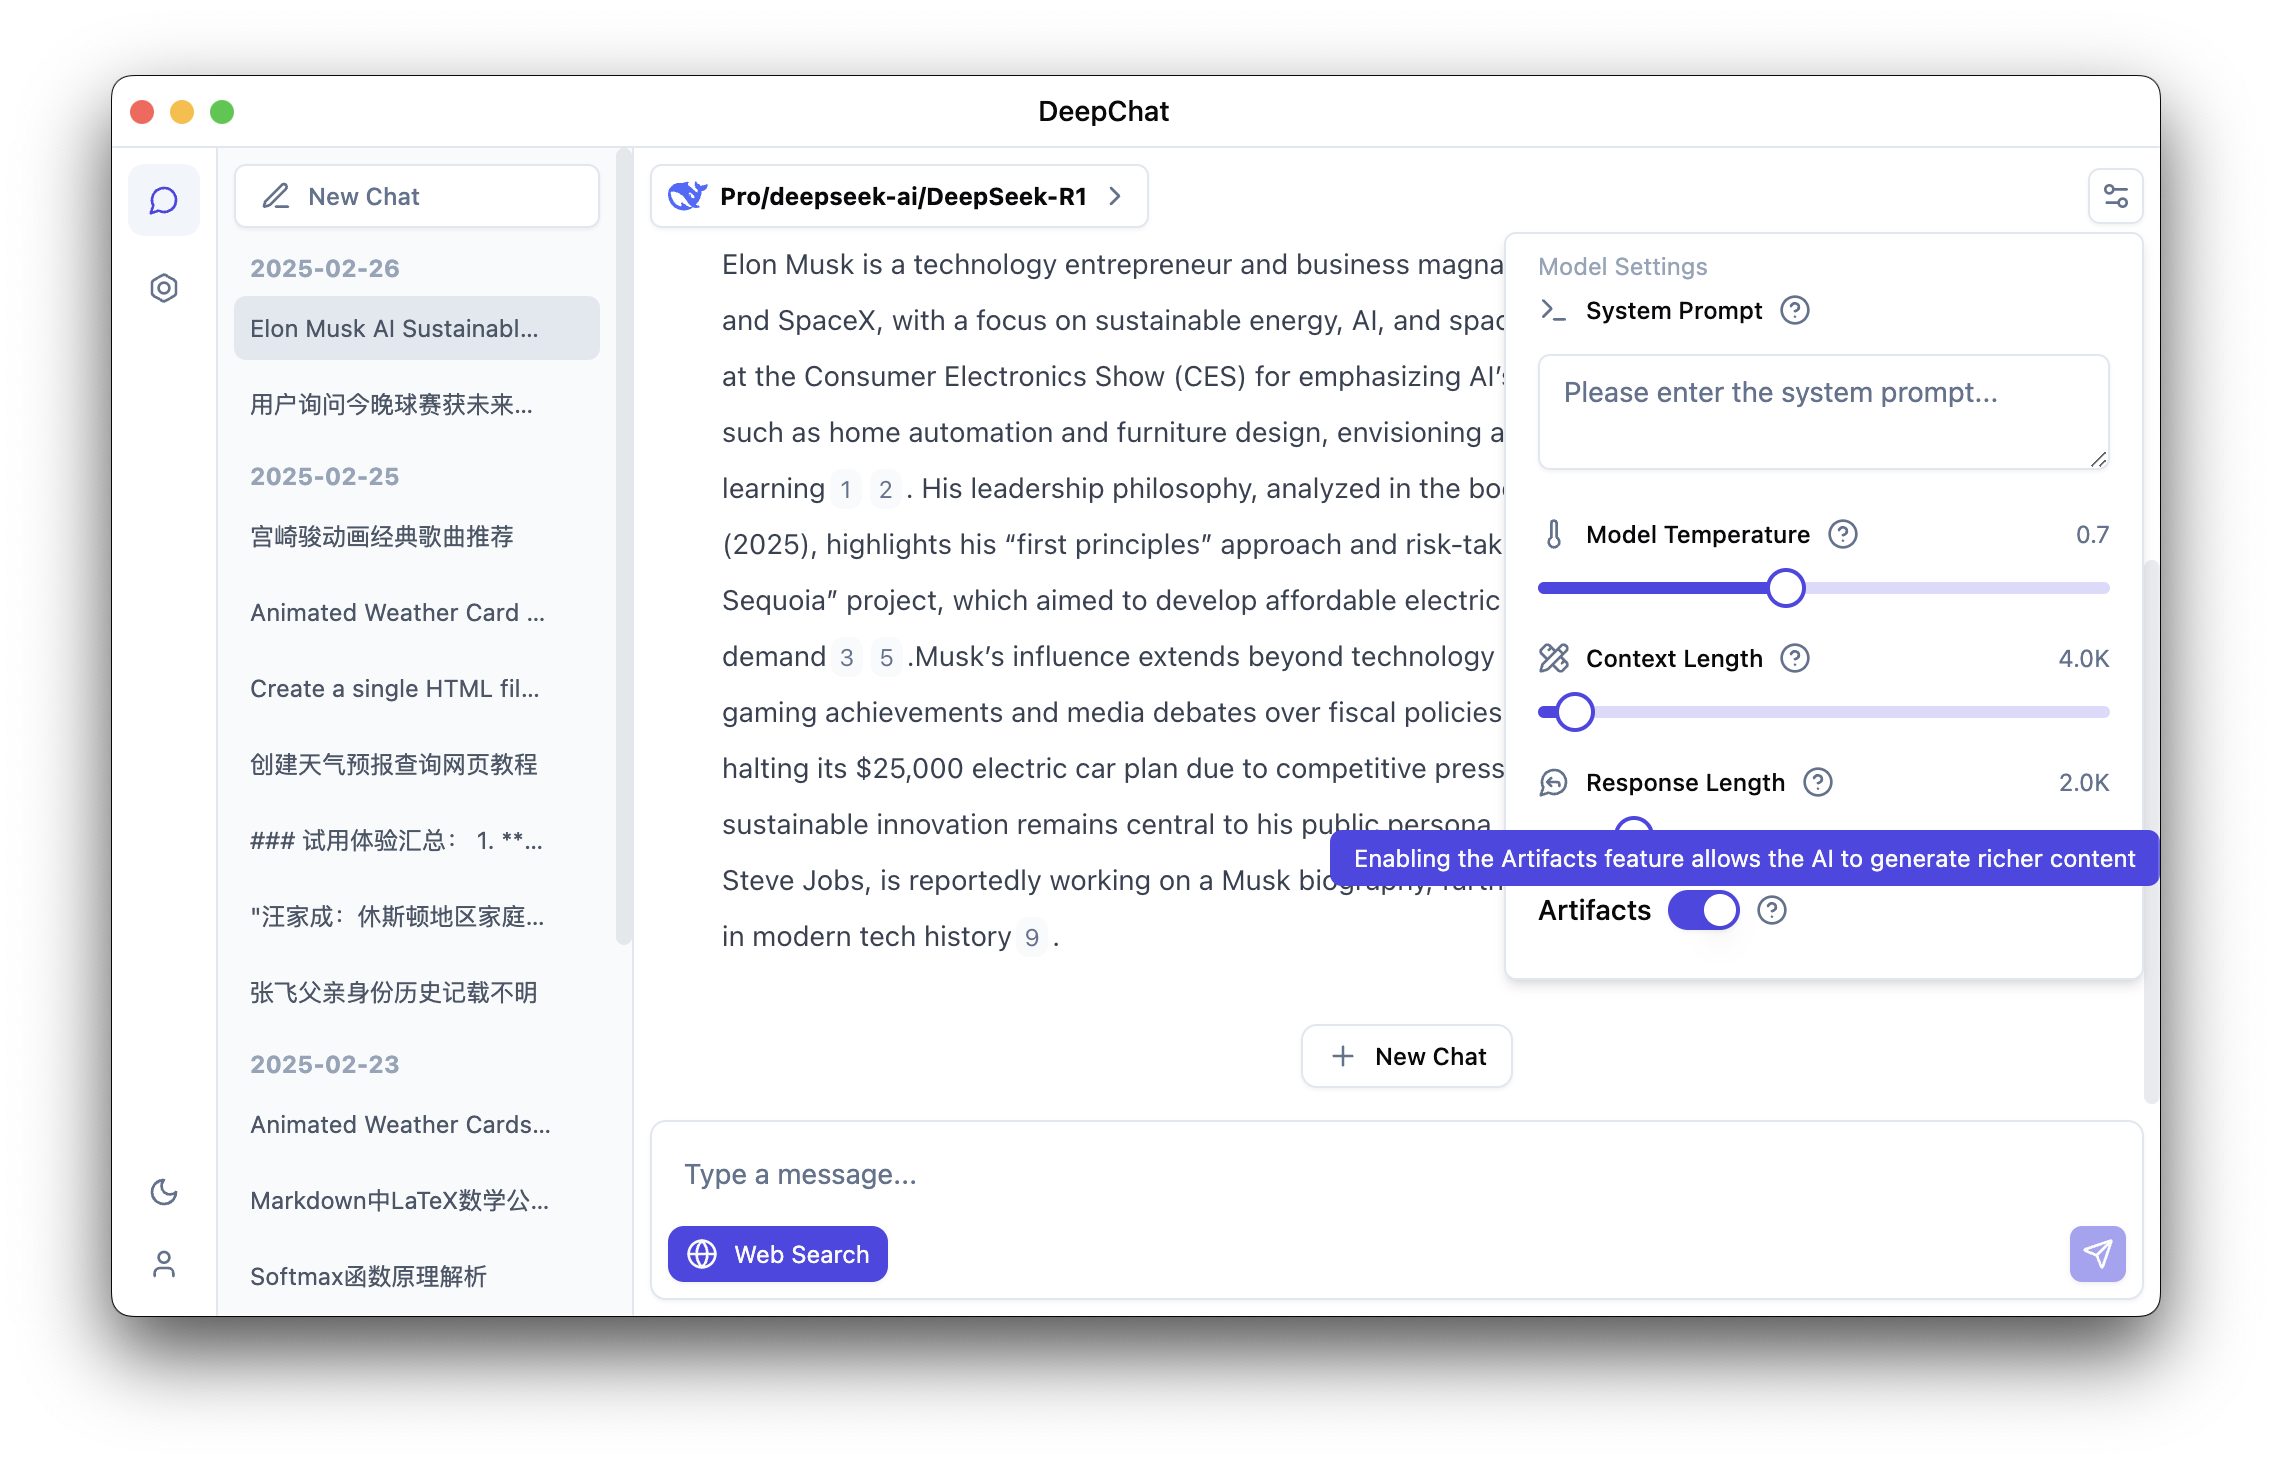 DeepChat
New Chat
2025-02-26
Elon Musk AI Sustainabl...
用户询问今晚球赛获未来...
2025-02-25
宫崎骏动画经典歌曲推荐
Animated Weather Card ...
Create a single HTML fil...
创建天气预报查询网页教程
### 试用体验汇总： 1. **...
"汪家成：休斯顿地区家庭...
张飞父亲身份历史记载不明
2025-02-23
Animated Weather Cards...
Markdown中LaTeX数学公...
Softmax函数原理解析
Pro/deepseek-ai/DeepSeek-R1
Elon Musk is a technology entrepreneur and business magna
and SpaceX, with a focus on sustainable energy, AI, and spac
at the Consumer Electronics Show (CES) for emphasizing AI's
such as home automation and furniture design, envisioning a
learning 1 2 . His leadership philosophy, analyzed in the boo
(2025), highlights his “first principles” approach and risk-tak
Sequoia” project, which aimed to develop affordable electric
demand 3 5 .Musk’s influence extends beyond technology
gaming achievements and media debates over fiscal policies
halting its $25,000 electric car plan due to competitive press
sustainable innovation remains central to his public persona
Steve Jobs, is reportedly working on a Musk biography, furth
in modern tech history 9 .
Model Settings
System Prompt
Please enter the system prompt...
Model Temperature 0.7
Context Length 4.0K
Response Length 2.0K
Enabling the Artifacts feature allows the AI to generate richer content
Artifacts
New Chat
Type a message...
Web Search